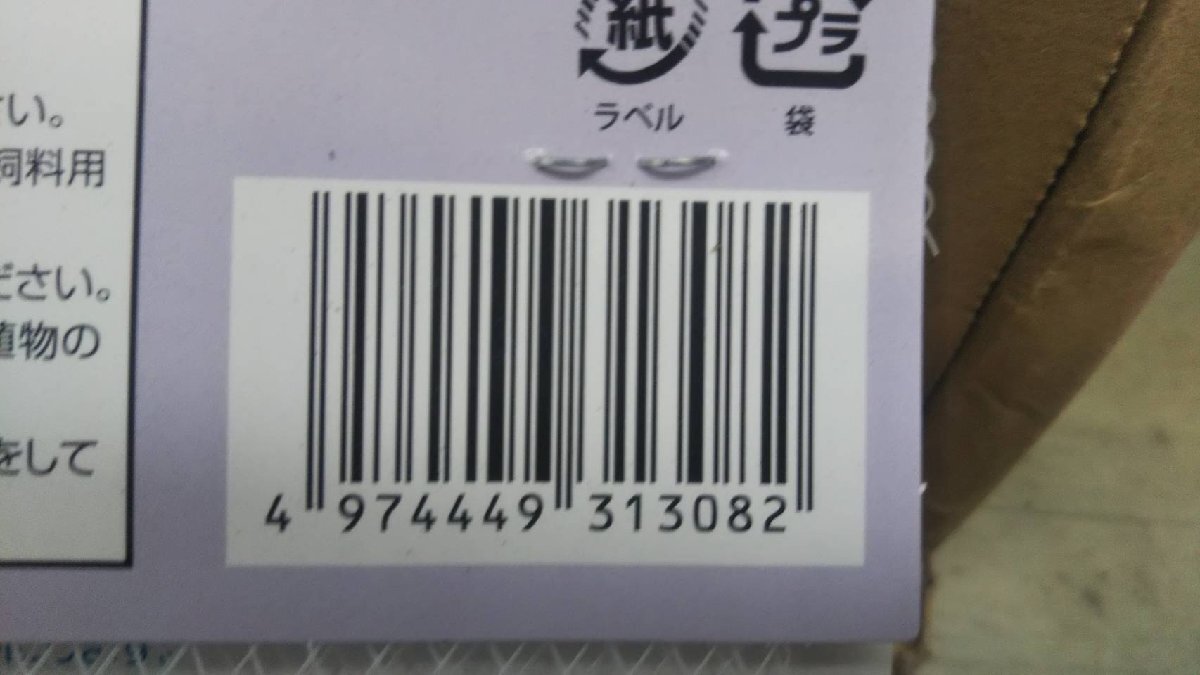 紙 プラ
ラベル 袋
さい。
飼料用
ださい。
植物の
をして
4 974449 313082